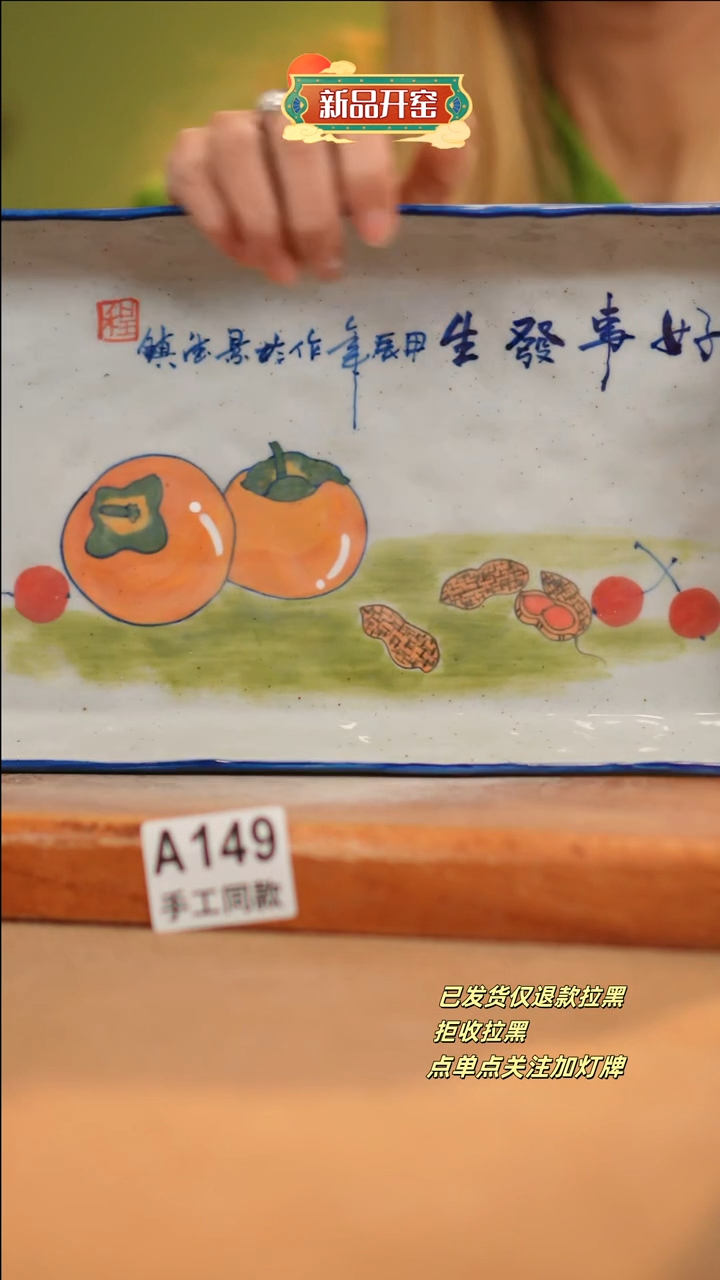 新品开窑
好事發生甲辰年作於景德鎮
程
A149
手工同款
已发货仅退款拉黑
拒收拉黑
点单点关注加灯牌